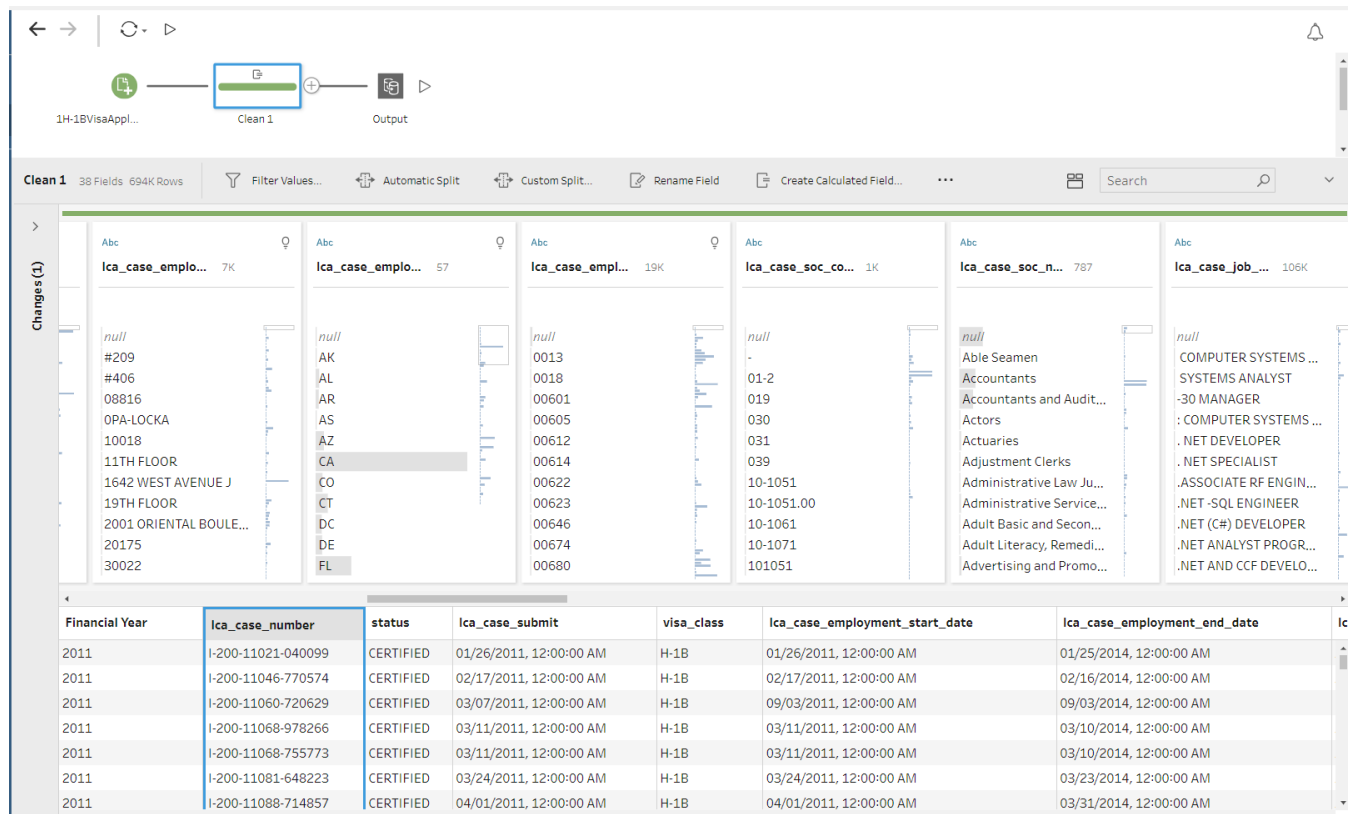 1H-1BVisaAppl...
Clean 1
Output
Clean 1 38 Fields 694K Rows Filter Values... Automatic Split Custom Split... Rename Field Create Calculated Field... ... Search
Changes (1)
Abc Abc Abc Abc Abc Abc
lca_case_emplo... 7K lca_case_emplo... 57 lca_case_empl... 19K lca_case_soc_co... 1K lca_case_soc_n... 787 lca_case_job_... 106K
null null null null null null
#209 AK 0013 - Able Seamen COMPUTER SYSTEMS ...
#406 AL 0018 01-2 Accountants SYSTEMS ANALYST
08816 AR 00601 019 Accountants and Audit... -30 MANAGER
0PA-LOCKA AS 00605 030 Actors : COMPUTER SYSTEMS ...
10018 AZ 00612 031 Actuaries . NET DEVELOPER
11TH FLOOR CA 00614 039 Adjustment Clerks . NET SPECIALIST
1642 WEST AVENUE J CO 00622 10-1051 Administrative Law Ju... .ASSOCIATE RF ENGIN...
19TH FLOOR CT 00623 10-1051.00 Administrative Service... .NET -SQL ENGINEER
2001 ORIENTAL BOULE... DC 00646 10-1061 Adult Basic and Secon... .NET (C#) DEVELOPER
20175 DE 00674 10-1071 Adult Literacy, Remedi... .NET ANALYST PROGR...
30022 FL 00680 101051 Advertising and Promo... .NET AND CCF DEVELO...
Financial Year lca_case_number status lca_case_submit visa_class lca_case_employment_start_date lca_case_employment_end_date lc
2011 I-200-11021-040099 CERTIFIED 01/26/2011, 12:00:00 AM H-1B 01/26/2011, 12:00:00 AM 01/25/2014, 12:00:00 AM
2011 I-200-11046-770574 CERTIFIED 02/17/2011, 12:00:00 AM H-1B 02/17/2011, 12:00:00 AM 02/16/2014, 12:00:00 AM
2011 I-200-11060-720629 CERTIFIED 03/07/2011, 12:00:00 AM H-1B 09/03/2011, 12:00:00 AM 09/03/2014, 12:00:00 AM
2011 I-200-11068-978266 CERTIFIED 03/11/2011, 12:00:00 AM H-1B 03/11/2011, 12:00:00 AM 03/10/2014, 12:00:00 AM
2011 I-200-11068-755773 CERTIFIED 03/11/2011, 12:00:00 AM H-1B 03/11/2011, 12:00:00 AM 03/10/2014, 12:00:00 AM
2011 I-200-11081-648223 CERTIFIED 03/24/2011, 12:00:00 AM H-1B 03/24/2011, 12:00:00 AM 03/23/2014, 12:00:00 AM
2011 I-200-11088-714857 CERTIFIED 04/01/2011, 12:00:00 AM H-1B 04/01/2011, 12:00:00 AM 03/31/2014, 12:00:00 AM